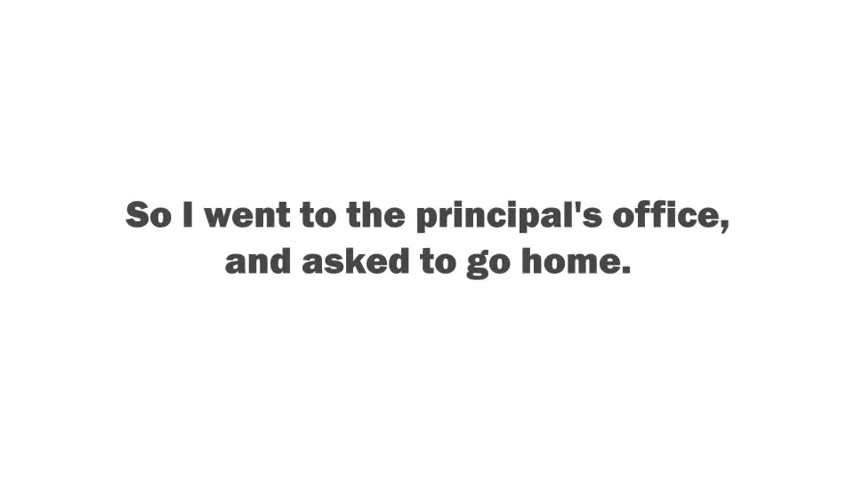 So I went to the principal's office,
and asked to go home.